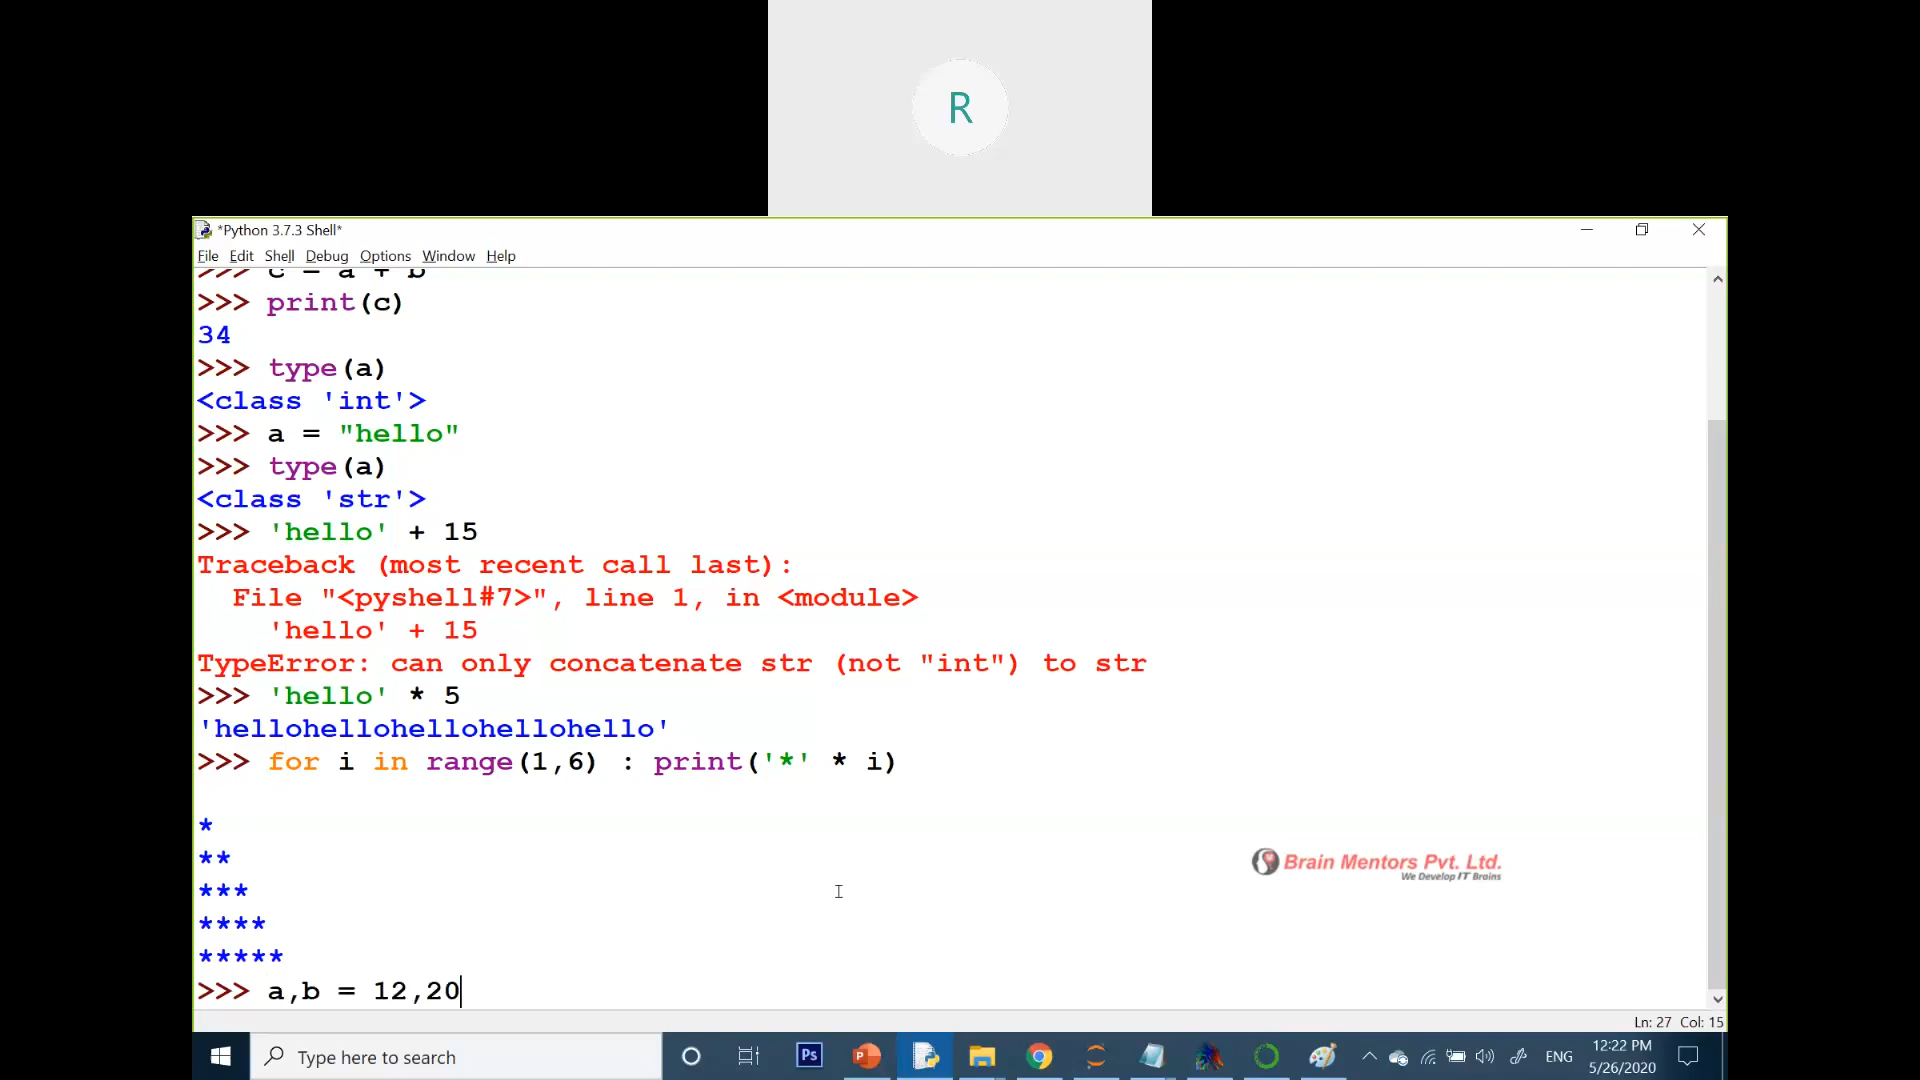 R
*Python 3.7.3 Shell*
File Edit Shell Debug Options Window Help
>>> c = a + b
>>> print(c)
34
>>> type(a)
<class 'int'>
>>> a = "hello"
>>> type(a)
<class 'str'>
>>> 'hello' + 15
Traceback (most recent call last):
  File "<pyshell#7>", line 1, in <module>
    'hello' + 15
TypeError: can only concatenate str (not "int") to str
>>> 'hello' * 5
'hellohellohellohellohello'
>>> for i in range(1,6) : print('*' * i)
*
**
***
****
*****
>>> a,b = 12,20
Brain Mentors Pvt. Ltd.
We Develop IT Brains
Ln: 27 Col: 15
Type here to search
Ps
P
ENG
12:22 PM
5/26/2020